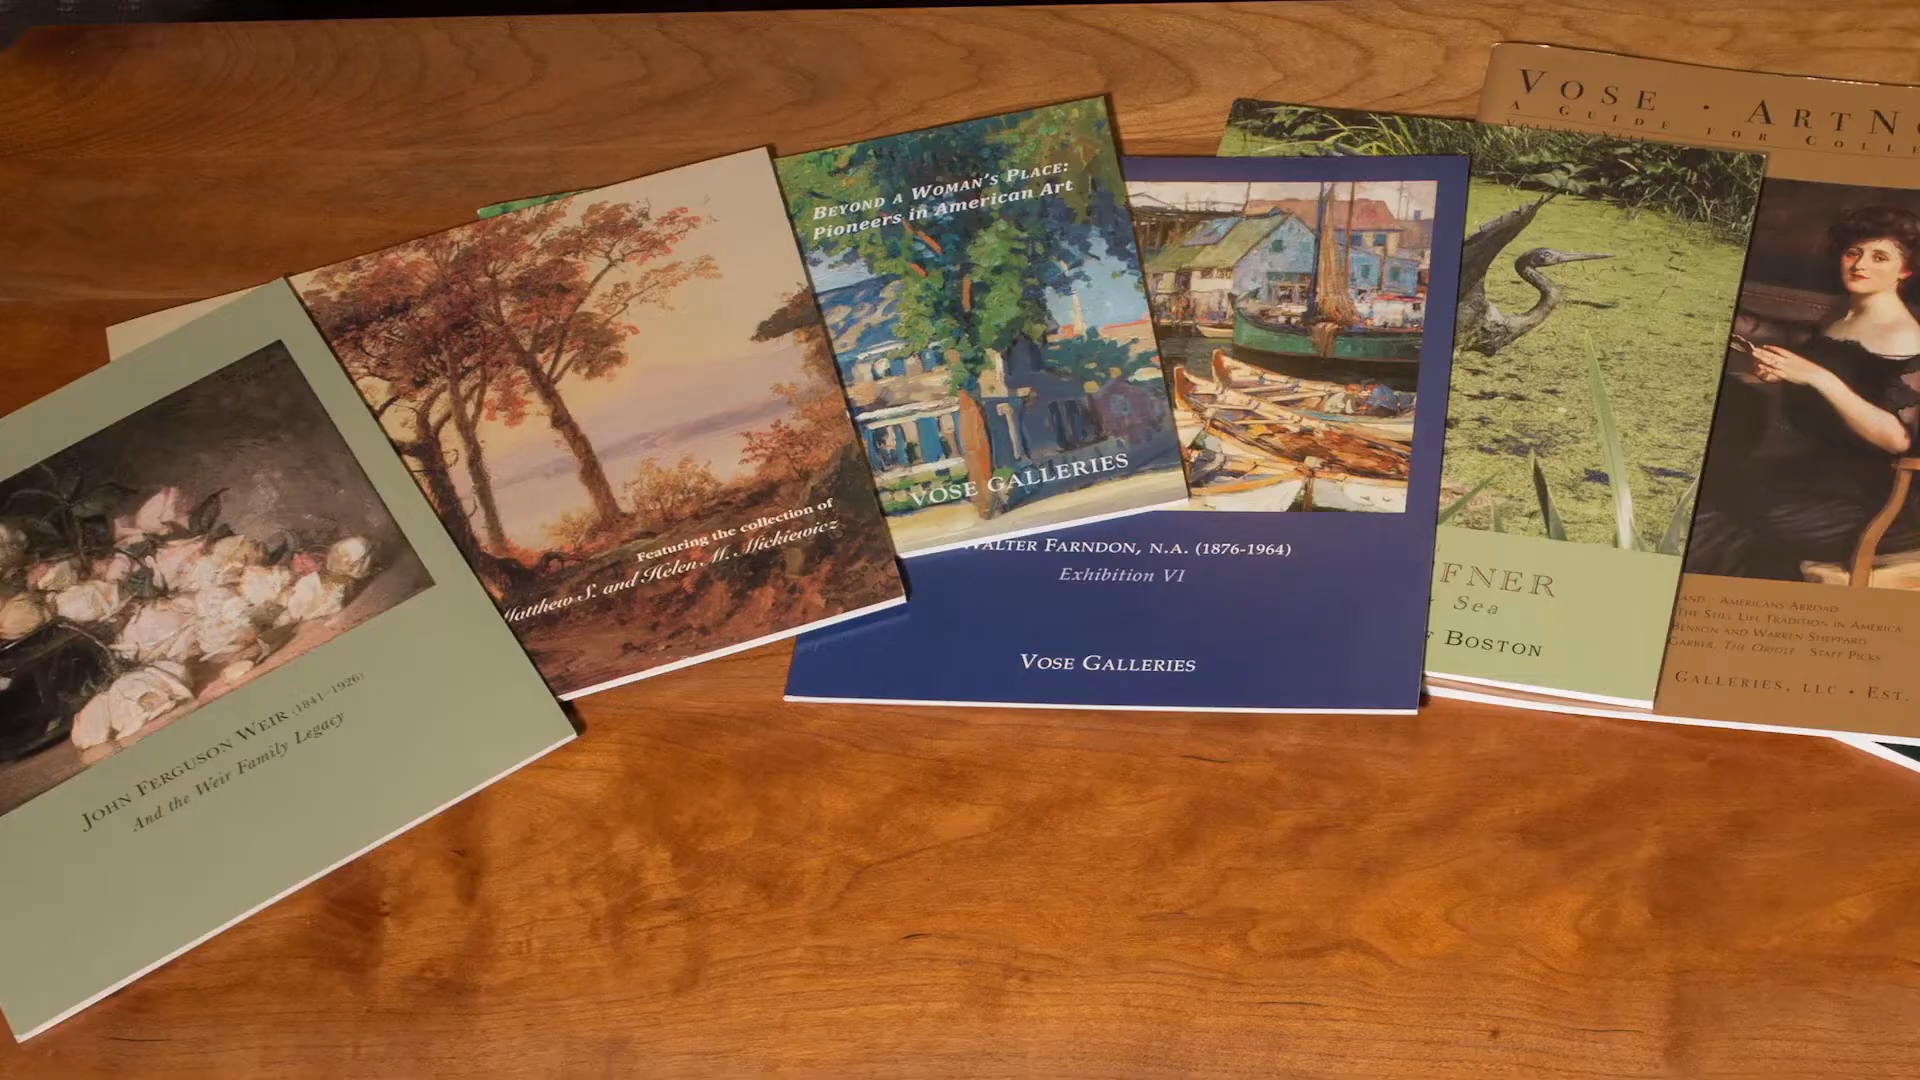 JOHN FERGUSON WEIR (1841-1926)
And the Weir Family Legacy
Featuring the collection of
Matthew S. and Helen M. Mickiewicz
BEYOND A WOMAN'S PLACE:
Pioneers in American Art
VOSE GALLERIES
WALTER FARNDON, N.A. (1876-1964)
Exhibition VI
VOSE GALLERIES
FNER
Sea
BOSTON
VOSE · ARTN
A GUIDE FOR COLL
VOLUME XIII
AND · AMERICANS ABROAD
THE STILL LIFE TRADITION IN AMERICA
BENSON AND WARREN SHEPPARD
GARBER, THE ORIOLE STAFF PICKS
GALLERIES, LLC • EST.